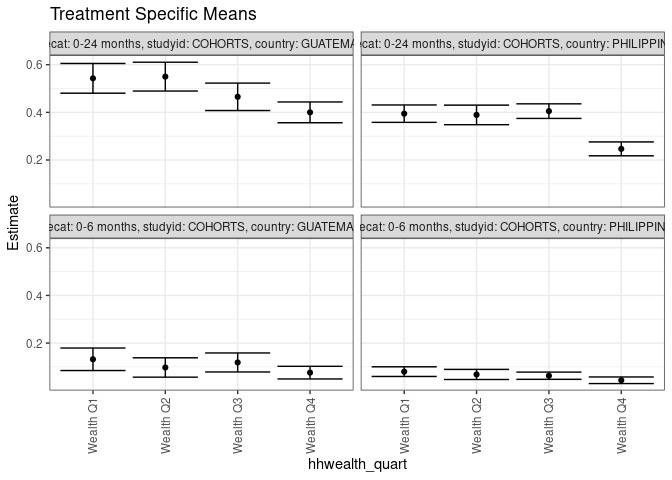 Treatment Specific Means
ecat: 0-24 months, studyid: COHORTS, country: GUATEMA
ecat: 0-24 months, studyid: COHORTS, country: PHILIPPIN
0.6
0.4
0.2
ecat: 0-6 months, studyid: COHORTS, country: GUATEMA
ecat: 0-6 months, studyid: COHORTS, country: PHILIPPIN
0.6
0.4
0.2
Estimate
Wealth Q1
Wealth Q2
Wealth Q3
Wealth Q4
Wealth Q1
Wealth Q2
Wealth Q3
Wealth Q4
hhwealth_quart